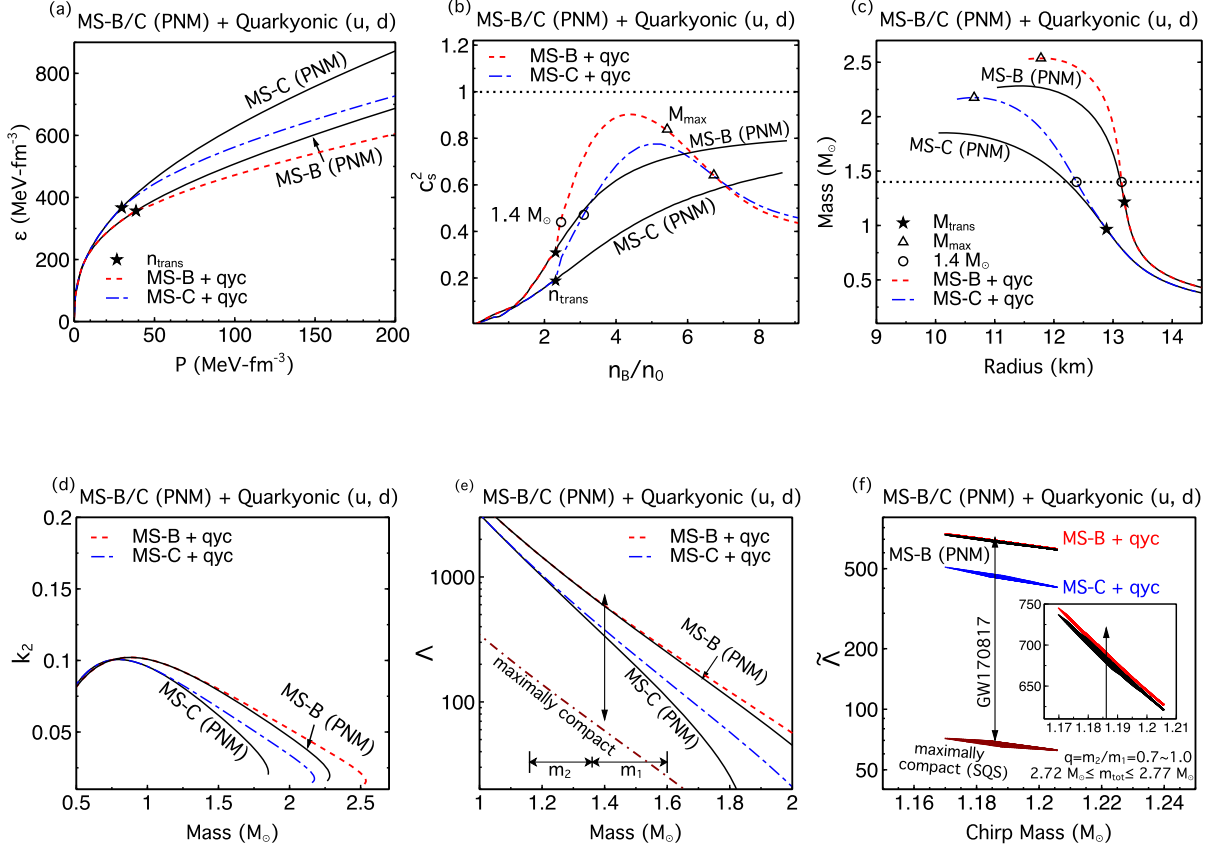 (a)
MS-B/C (PNM) + Quarkyonic (u, d)
ε (MeV-fm⁻³)
800
600
400
200
0
MS-C (PNM)
MS-B (PNM)
n_trans
MS-B + qyc
MS-C + qyc
0 50 100 150 200
P (MeV-fm⁻³)
(b)
MS-B/C (PNM) + Quarkyonic (u, d)
c_s²
1.2
1
0.8
0.6
0.4
0.2
MS-B + qyc
MS-C + qyc
M_max
MS-B (PNM)
1.4 M☉
MS-C (PNM)
n_trans
0 2 4 6 8
n_B/n_0
(c)
MS-B/C (PNM) + Quarkyonic (u, d)
Mass (M☉)
2.5
2.0
1.5
1
0.5
MS-B (PNM)
MS-C (PNM)
M_trans
M_max
1.4 M☉
MS-B + qyc
MS-C + qyc
9 10 11 12 13 14
Radius (km)
(d)
MS-B/C (PNM) + Quarkyonic (u, d)
k₂
0.2
0.15
0.1
0.05
MS-B + qyc
MS-C + qyc
MS-C (PNM)
MS-B (PNM)
0.5 1 1.5 2 2.5
Mass (M☉)
(e)
MS-B/C (PNM) + Quarkyonic (u, d)
Λ
1000
100
MS-B + qyc
MS-C + qyc
MS-B (PNM)
MS-C (PNM)
maximally compact
m₂ m₁
1 1.2 1.4 1.6 1.8 2
Mass (M☉)
(f)
MS-B/C (PNM) + Quarkyonic (u, d)
Λ̃
500
200
100
50
MS-B + qyc
MS-B (PNM)
MS-C + qyc
GW170817
750
700
650
1.17 1.18 1.19 1.20 1.21
maximally
compact (SQS)
q=m₂/m₁=0.7~1.0
2.72 M☉≤ m_tot≤ 2.77 M☉
1.16 1.18 1.20 1.22 1.24
Chirp Mass (M☉)